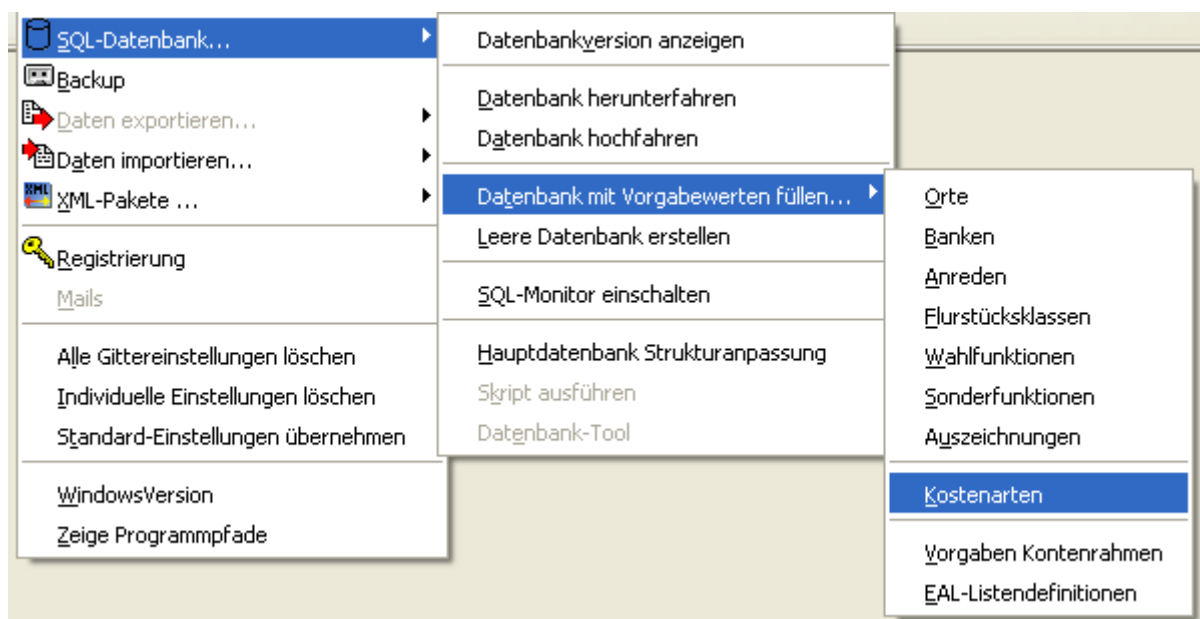 SQL-Datenbank...
Backup
Daten exportieren...
Daten importieren...
XML
XML-Pakete ...
Registrierung
Mails
Alle Gittereinstellungen löschen
Individuelle Einstellungen löschen
Standard-Einstellungen übernehmen
WindowsVersion
Zeige Programmpfade
Datenbankversion anzeigen
Datenbank herunterfahren
Datenbank hochfahren
Datenbank mit Vorgabewerten füllen...
Leere Datenbank erstellen
SQL-Monitor einschalten
Hauptdatenbank Strukturanpassung
Skript ausführen
Datenbank-Tool
Orte
Banken
Anreden
Flurstücksklassen
Wahlfunktionen
Sonderfunktionen
Auszeichnungen
Kostenarten
Vorgaben Kontenrahmen
EAL-Listendefinitionen